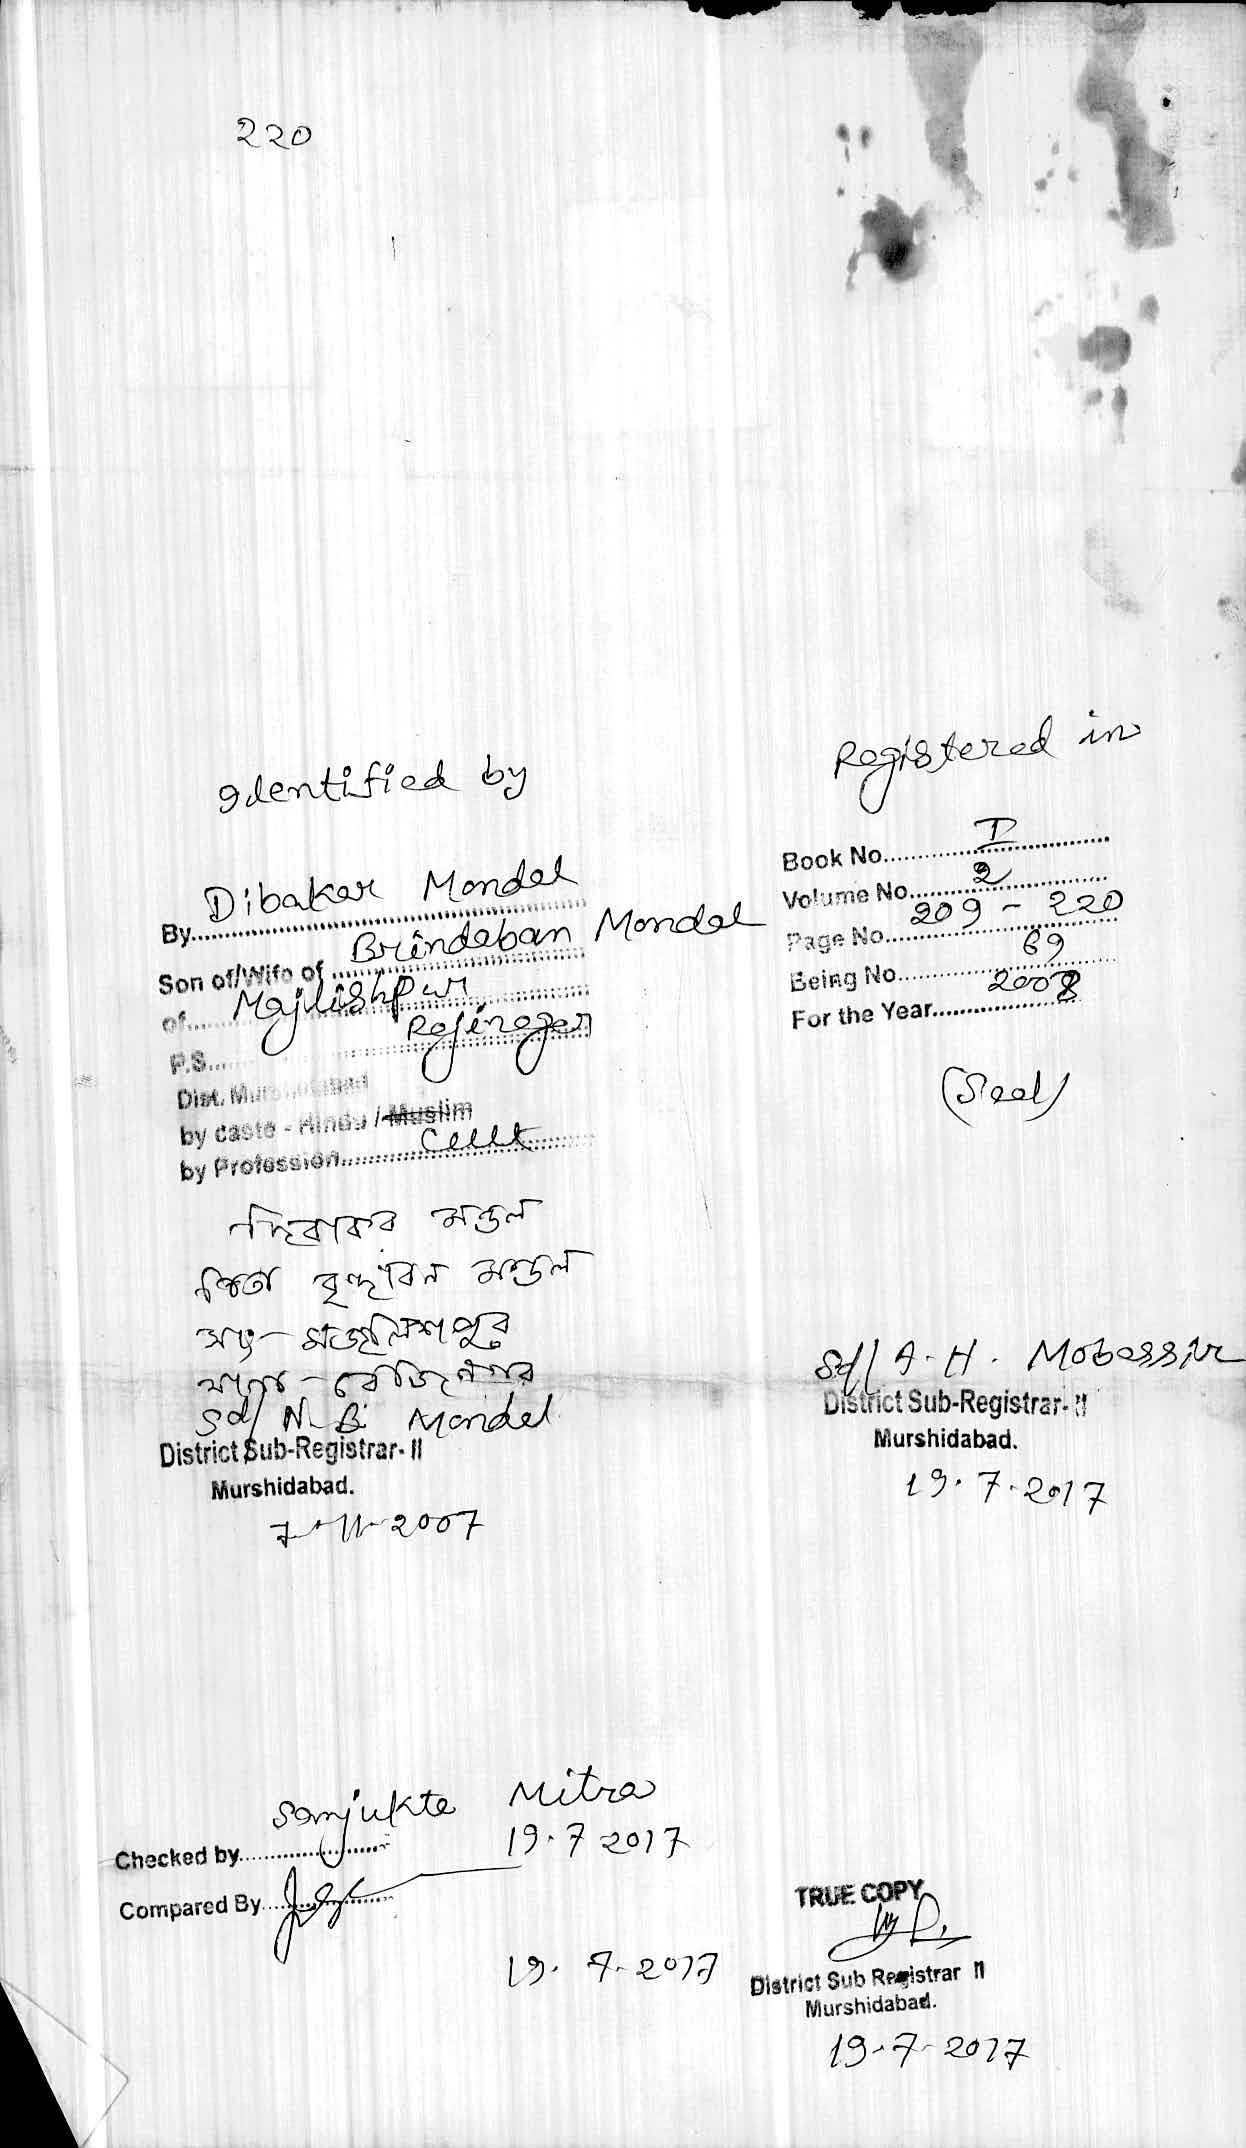 220
Identified by
By Dibakar Mondal
Son of/Wife of Brindaban Mondal
of Majlishpur
P.S. Rejinagar
Dist. Murshidabad
by caste - Hindu / Muslim
by Profession Cult
দিবাকর মন্ডল
পিতা বৃন্দাবন মন্ডল
সাং- মজলিশপুর
থানা - রেজিনগর
Sd/ N. B. Mondal
District Sub-Registrar- II
Murshidabad.
7-11-2007
Registered in
Book No. I
Volume No. 2
Page No. 209 - 220
Being No. 69
For the Year 2008
(Seal)
Sd/ A. H. Mobassir
District Sub-Registrar- II
Murshidabad.
19.7.2017
Checked by Sanjukta Mitra
19.7 2017
Compared By
19. 7-2017
TRUE COPY
District Sub Registrar II
Murshidabad.
19-7-2017